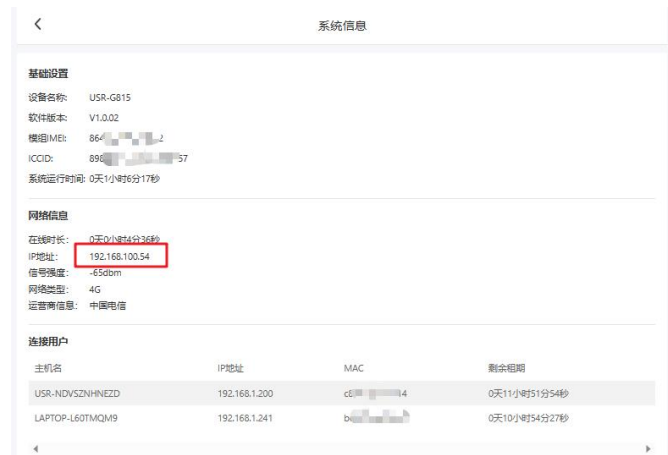 系统信息
基础设置
设备名称: USR-G815
软件版本: V1.0.02
模组IMEI: 864 2
ICCID: 898 57
系统运行时间: 0天1小时6分17秒
网络信息
在线时长: 0天0小时4分36秒
IP地址: 192.168.100.54
信号强度: -65dbm
网络类型: 4G
运营商信息: 中国电信
连接用户
主机名 IP地址 MAC 剩余租期
USR-NDVSZNHNEZD 192.168.1.200 c8 4 0天11小时51分54秒
LAPTOP-L60TMQM9 192.168.1.241 0天10小时54分27秒